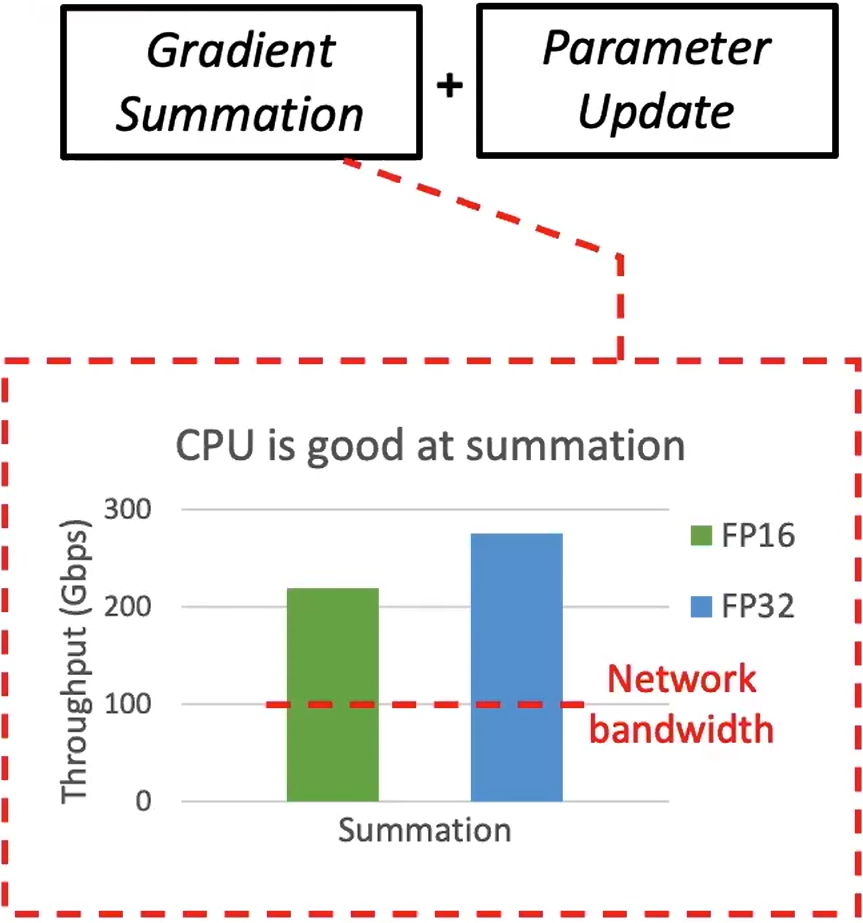 Gradient
Summation
+
Parameter
Update
CPU is good at summation
Throughput (Gbps)
300
200
100
0
Summation
FP16
FP32
Network
bandwidth